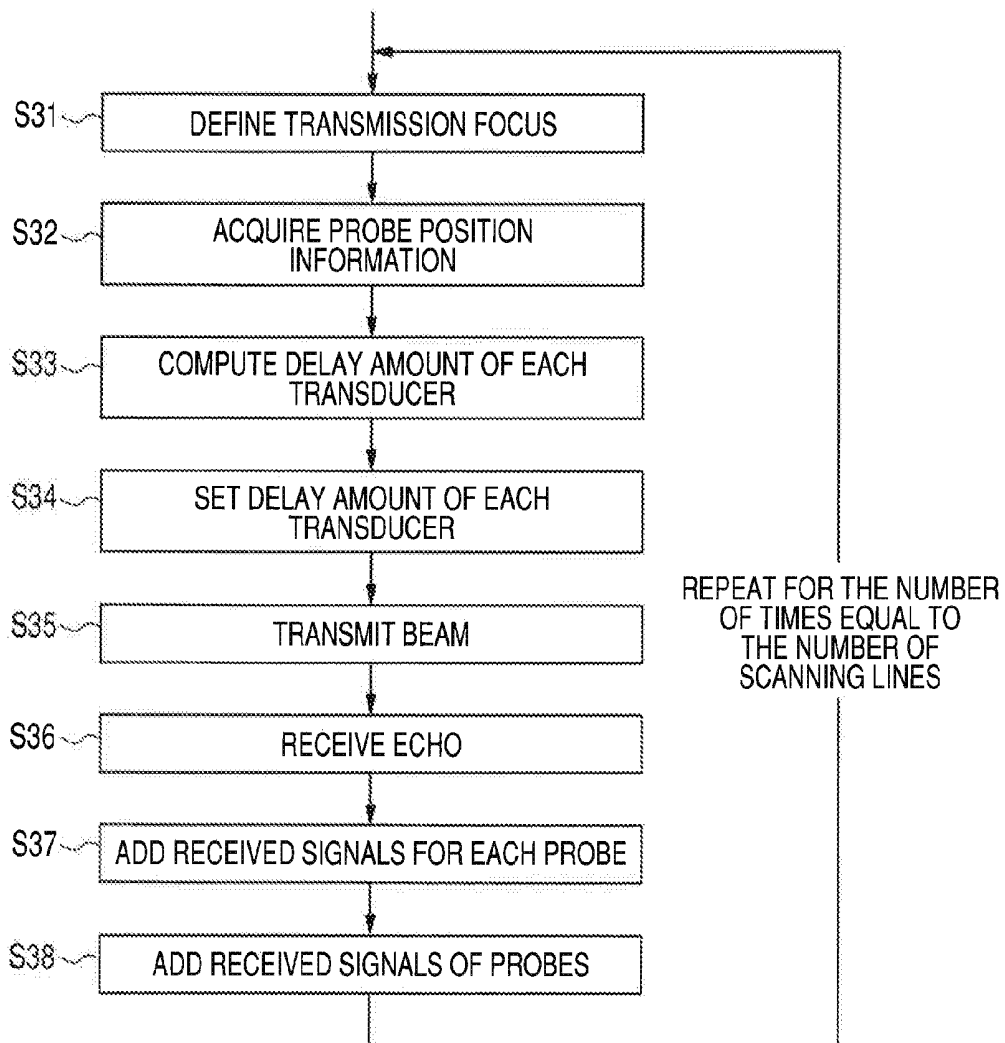 S31
DEFINE TRANSMISSION FOCUS
S32
ACQUIRE PROBE POSITION
INFORMATION
S33
COMPUTE DELAY AMOUNT OF EACH
TRANSDUCER
S34
SET DELAY AMOUNT OF EACH
TRANSDUCER
S35
TRANSMIT BEAM
S36
RECEIVE ECHO
S37
ADD RECEIVED SIGNALS FOR EACH PROBE
S38
ADD RECEIVED SIGNALS OF PROBES
REPEAT FOR THE NUMBER
OF TIMES EQUAL TO
THE NUMBER OF
SCANNING LINES